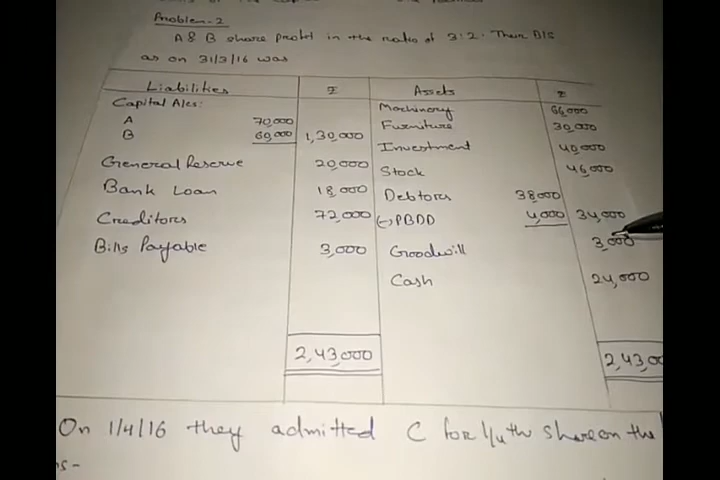 Problem-2
A & B share profit in the ratio of 3:2. Their B/S
as on 31/3/16 was
Liabilities ₹ Assets ₹
Capital A/cs: Machinery 66,000
A 70,000 Furniture 30,000
B 60,000 1,30,000 Investment 40,000
General Reserve 20,000 Stock 46,000
Bank Loan 18,000 Debtors 38,000
Creditors 72,000 (-) PBDD 4,000 34,000
Bills Payable 3,000 Goodwill 3,000
Cash 24,000
2,43,000 2,43,00
On 1/4/16 they admitted C for 1/4th share on the